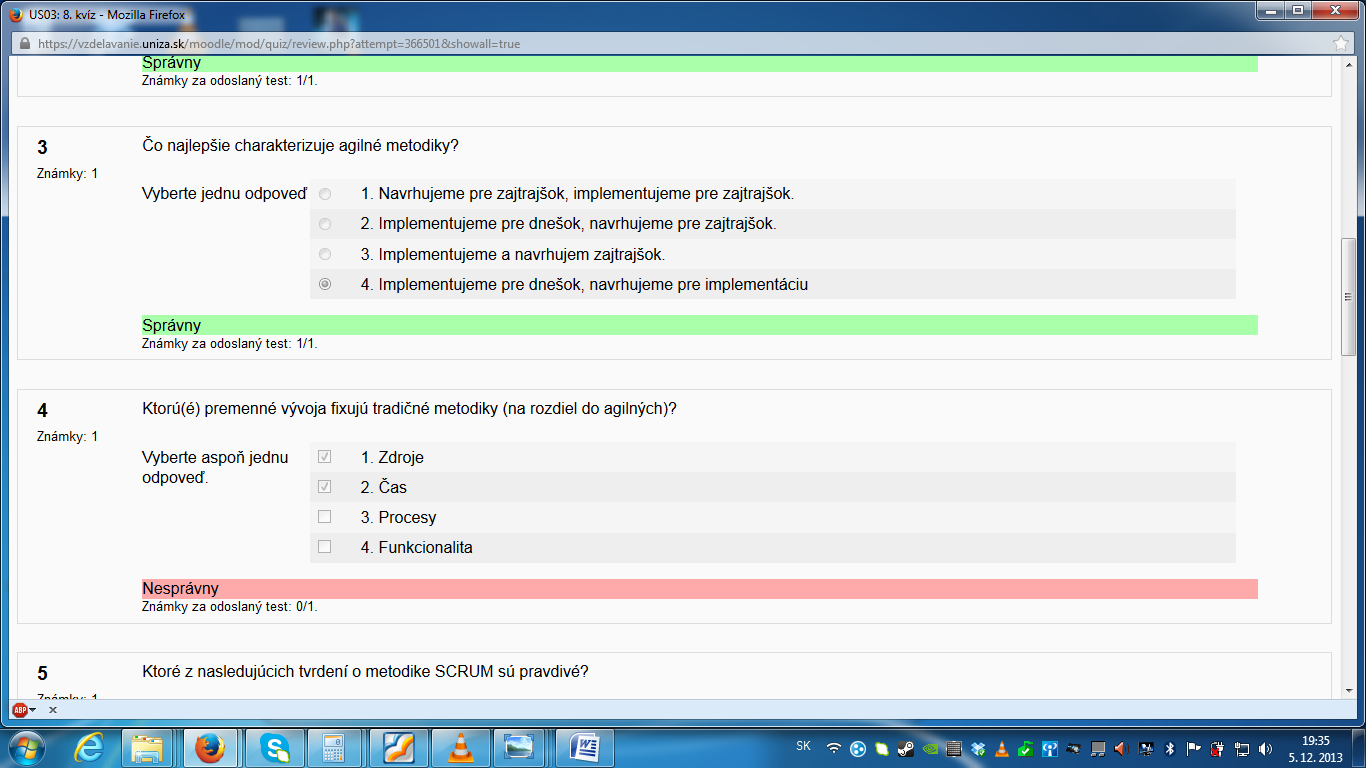 US03: 8. kvíz - Mozilla Firefox
https://vzdelavanie.uniza.sk/moodle/mod/quiz/review.php?attempt=366501&showall=true
Správny
Známky za odoslaný test: 1/1.
3
Známky: 1
Čo najlepšie charakterizuje agilné metodiky?
Vyberte jednu odpoveď
1. Navrhujeme pre zajtrajšok, implementujeme pre zajtrajšok.
2. Implementujeme pre dnešok, navrhujeme pre zajtrajšok.
3. Implementujeme a navrhujem zajtrajšok.
4. Implementujeme pre dnešok, navrhujeme pre implementáciu
Správny
Známky za odoslaný test: 1/1.
4
Známky: 1
Ktorú(é) premenné vývoja fixujú tradičné metodiky (na rozdiel do agilných)?
Vyberte aspoň jednu
odpoveď.
1. Zdroje
2. Čas
3. Procesy
4. Funkcionalita
Nesprávny
Známky za odoslaný test: 0/1.
5
Známky: 1
Ktoré z nasledujúcich tvrdení o metodike SCRUM sú pravdivé?
ABP
SK
19:35
5. 12. 2013